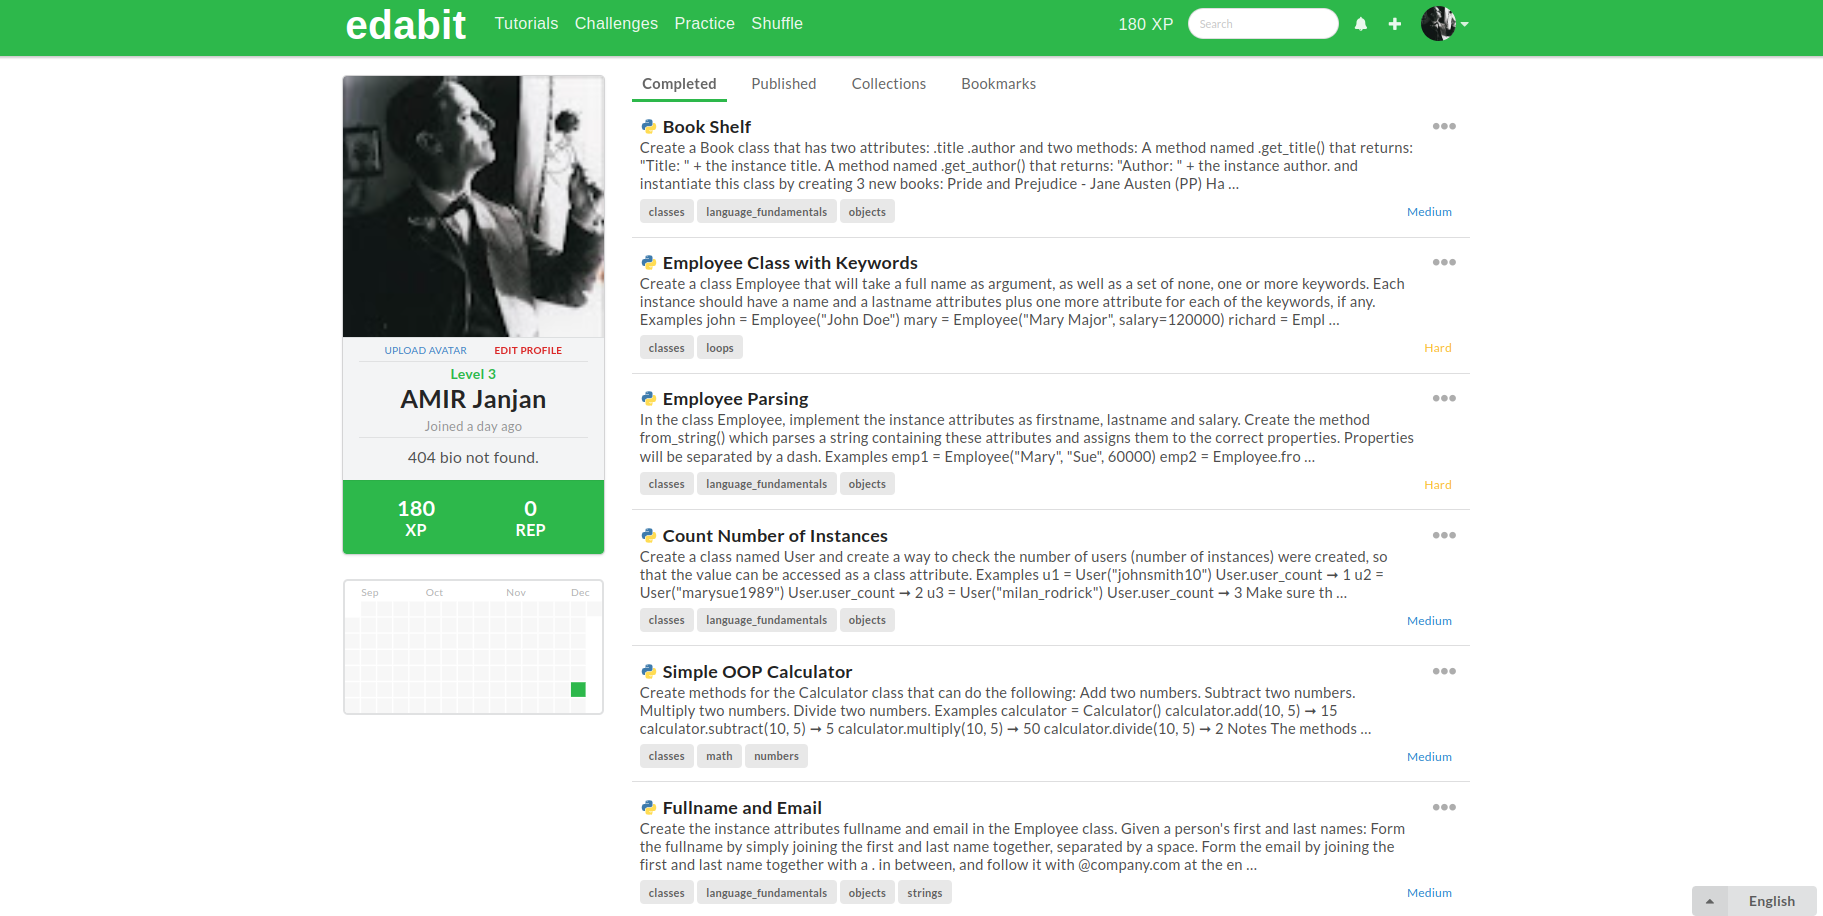 edabit
Tutorials Challenges Practice Shuffle
180 XP
Search
UPLOAD AVATAR EDIT PROFILE
Level 3
AMIR Janjan
Joined a day ago
404 bio not found.
180 0
XP REP
Sep Oct Nov Dec
Completed Published Collections Bookmarks
Book Shelf
Create a Book class that has two attributes: .title .author and two methods: A method named .get_title() that returns:
"Title: " + the instance title. A method named .get_author() that returns: "Author: " + the instance author. and
instantiate this class by creating 3 new books: Pride and Prejudice - Jane Austen (PP) Ha ...
classes language_fundamentals objects
Medium
Employee Class with Keywords
Create a class Employee that will take a full name as argument, as well as a set of none, one or more keywords. Each
instance should have a name and a lastname attributes plus one more attribute for each of the keywords, if any.
Examples john = Employee("John Doe") mary = Employee("Mary Major", salary=120000) richard = Empl ...
classes loops
Hard
Employee Parsing
In the class Employee, implement the instance attributes as firstname, lastname and salary. Create the method
from_string() which parses a string containing these attributes and assigns them to the correct properties. Properties
will be separated by a dash. Examples emp1 = Employee("Mary", "Sue", 60000) emp2 = Employee.fro ...
classes language_fundamentals objects
Hard
Count Number of Instances
Create a class named User and create a way to check the number of users (number of instances) were created, so
that the value can be accessed as a class attribute. Examples u1 = User("johnsmith10") User.user_count ➞ 1 u2 =
User("marysue1989") User.user_count ➞ 2 u3 = User("milan_rodrick") User.user_count ➞ 3 Make sure th ...
classes language_fundamentals objects
Medium
Simple OOP Calculator
Create methods for the Calculator class that can do the following: Add two numbers. Subtract two numbers.
Multiply two numbers. Divide two numbers. Examples calculator = Calculator() calculator.add(10, 5) ➞ 15
calculator.subtract(10, 5) ➞ 5 calculator.multiply(10, 5) ➞ 50 calculator.divide(10, 5) ➞ 2 Notes The methods ...
classes math numbers
Medium
Fullname and Email
Create the instance attributes fullname and email in the Employee class. Given a person's first and last names: Form
the fullname by simply joining the first and last name together, separated by a space. Form the email by joining the
first and last name together with a . in between, and follow it with @company.com at the en ...
classes language_fundamentals objects strings
Medium
English